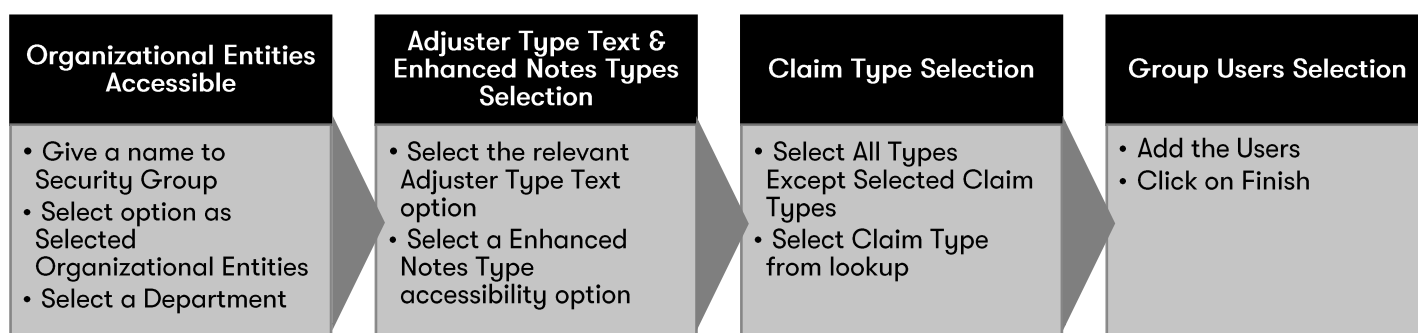 Organizational Entities
Accessible
• Give a name to
Security Group
• Select option as
Selected
Organizational Entities
• Select a Department
Adjuster Type Text &
Enhanced Notes Types
Selection
• Select the relevant
Adjuster Type Text
option
• Select a Enhanced
Notes Type
accessibility option
Claim Type Selection
• Select All Types
Except Selected Claim
Types
• Select Claim Type
from lookup
Group Users Selection
• Add the Users
• Click on Finish